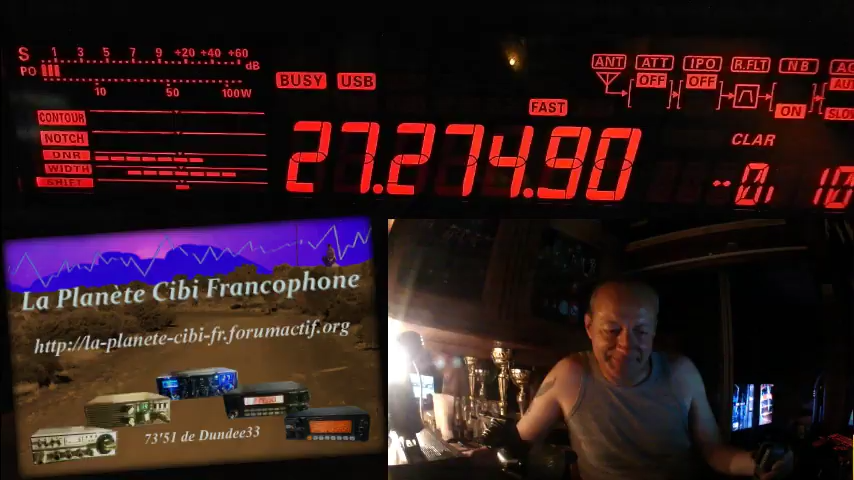 S 1 3 5 7 9 +20 +40 +60 dB
PO
10 50 100W
BUSY USB
ANT ATT IPO R.FLT NB
OFF OFF
ON
SLOW
FAST
CONTOUR
NOTCH
DNR
WIDTH
SHIFT
27.274.90
CLAR
La Planète Cibi Francophone
http://la-planete-cibi-fr.forumactif.org
73'51 de Dundee33